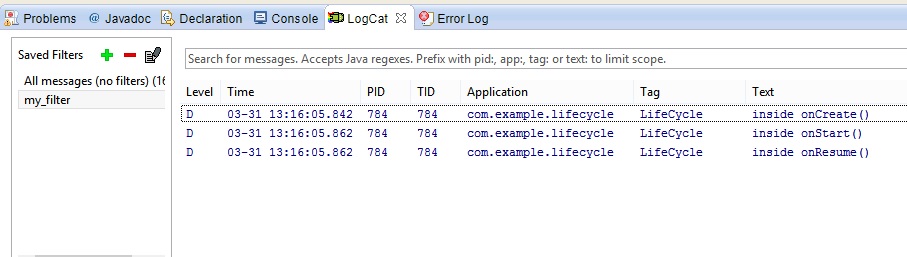 Problems @ Javadoc Declaration Console LogCat Error Log
Saved Filters
Search for messages. Accepts Java regexes. Prefix with pid:, app:, tag: or text: to limit scope.
All messages (no filters) (16
my_filter
Level Time PID TID Application Tag Text
D 03-31 13:16:05.842 784 784 com.example.lifecycle LifeCycle inside onCreate()
D 03-31 13:16:05.862 784 784 com.example.lifecycle LifeCycle inside onStart()
D 03-31 13:16:05.862 784 784 com.example.lifecycle LifeCycle inside onResume()